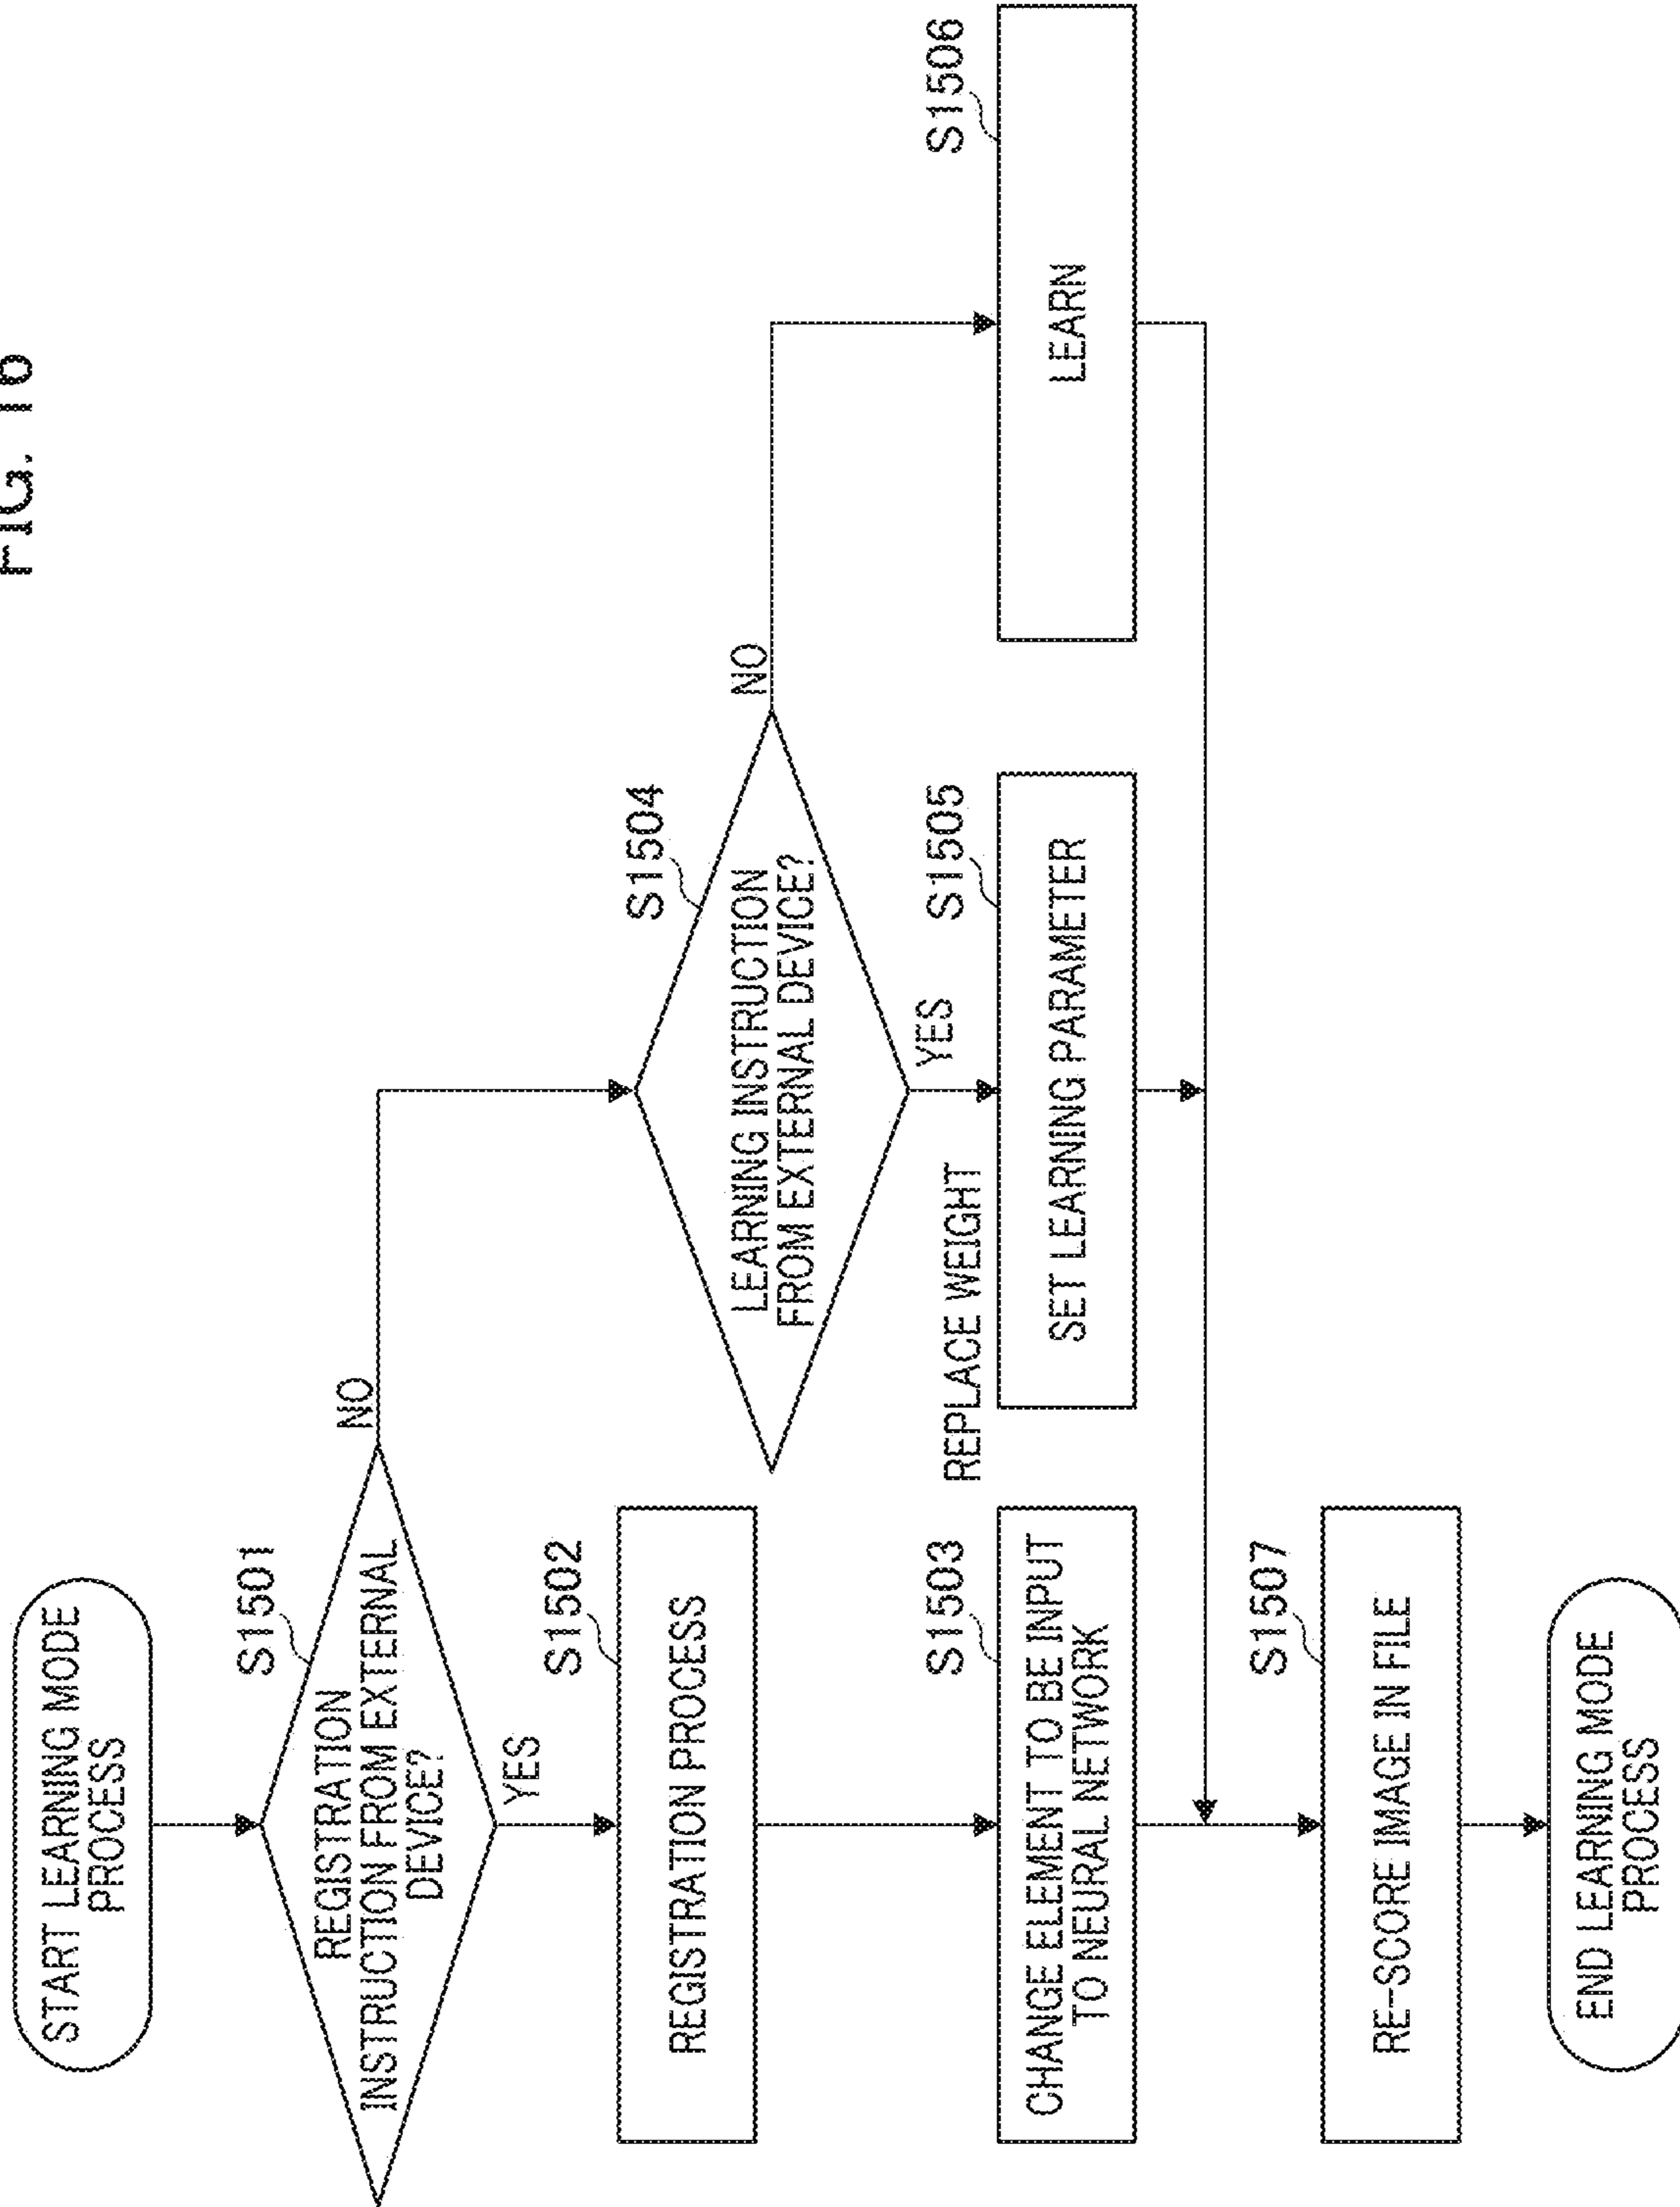 FIG. 16
START LEARNING MODE
PROCESS
S1501
REGISTRATION
INSTRUCTION FROM EXTERNAL
DEVICE?
NO
YES
S1502
REGISTRATION PROCESS
S1504
LEARNING INSTRUCTION
FROM EXTERNAL DEVICE?
NO
YES
REPLACE WEIGHT
S1503
CHANGE ELEMENT TO BE INPUT
TO NEURAL NETWORK
S1505
SET LEARNING PARAMETER
S1506
LEARN
S1507
RE-SCORE IMAGE IN FILE
END LEARNING MODE
PROCESS